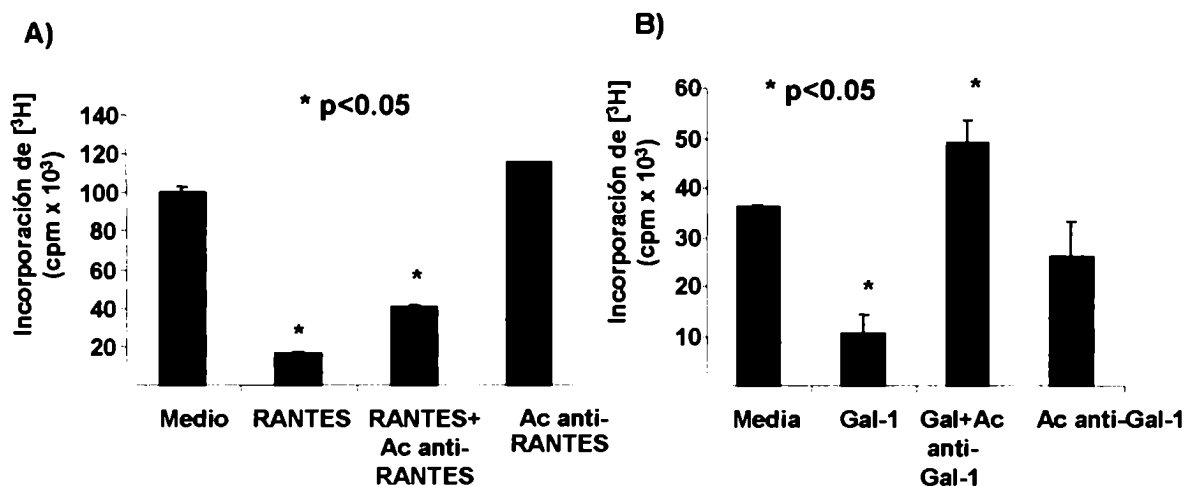 A)
Incorporación de [³H]
(cpm x 10³)
140
120
100
80
60
40
20
* p<0.05
*
*
Medio
RANTES
RANTES+
Ac anti-
RANTES
Ac anti-
RANTES
B)
Incorporación de [³H]
(cpm x 10³)
60
50
40
30
20
10
* p<0.05
*
*
Media
Gal-1
Gal+Ac
anti-
Gal-1
Ac anti-Gal-1